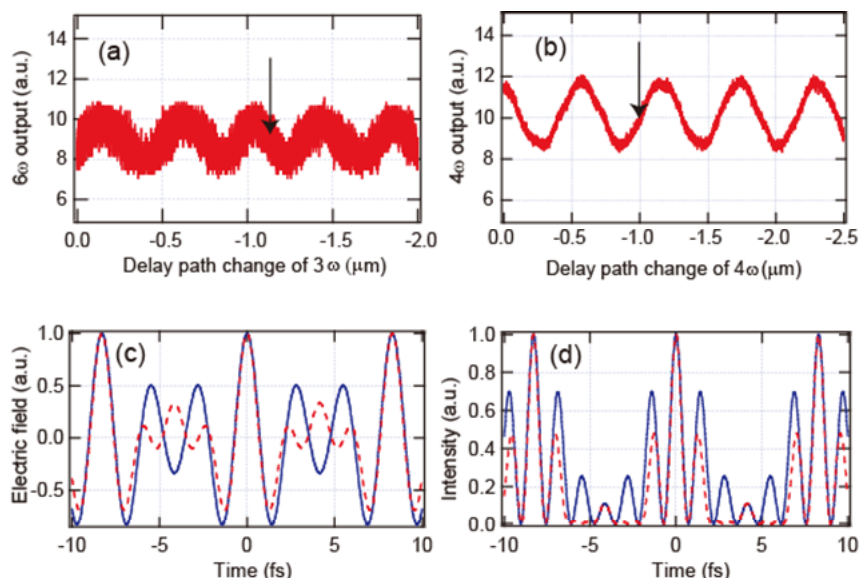 (a)
14
12
10
8
6
6ω output (a.u.)
0.0 -0.5 -1.0 -1.5 -2.0
Delay path change of 3ω (μm)
(b)
14
12
10
8
6
4ω output (a.u.)
0.0 -0.5 -1.0 -1.5 -2.0 -2.5
Delay path change of 4ω(μm)
(c)
1.0
0.5
0.0
-0.5
Electric field (a.u.)
-10 -5 0 5 10
Time (fs)
(d)
1.0
0.8
0.6
0.4
0.2
0.0
Intensity (a.u.)
-10 -5 0 5 10
Time (fs)